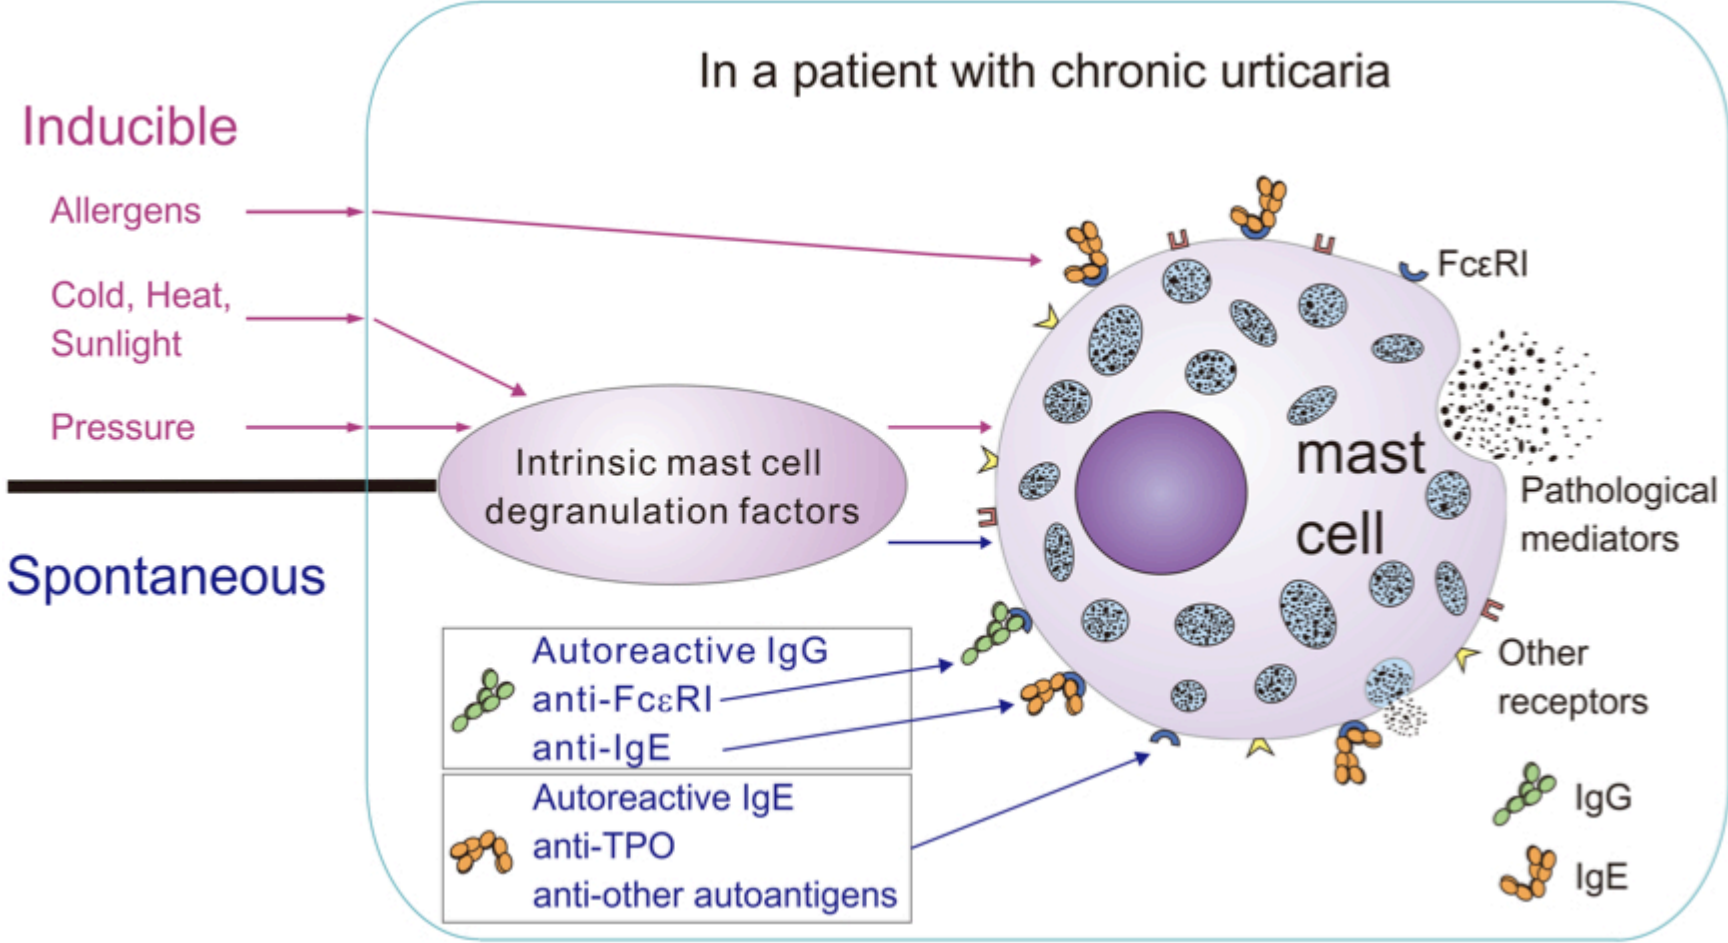 In a patient with chronic urticaria
Inducible
Allergens
Cold, Heat,
Sunlight
Pressure
Spontaneous
Intrinsic mast cell
degranulation factors
Autoreactive IgG
anti-FcεRI
anti-IgE
Autoreactive IgE
anti-TPO
anti-other autoantigens
mast
cell
FcεRI
Pathological
mediators
Other
receptors
IgG
IgE